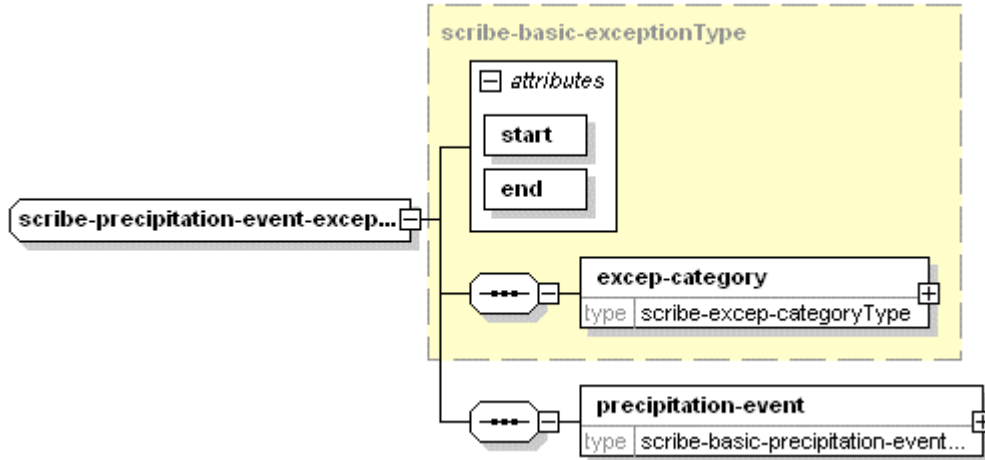 scribe-basic-exceptionType
attributes
start
end
scribe-precipitation-event-excep...
excep-category
type scribe-excep-categoryType
precipitation-event
type scribe-basic-precipitation-event...